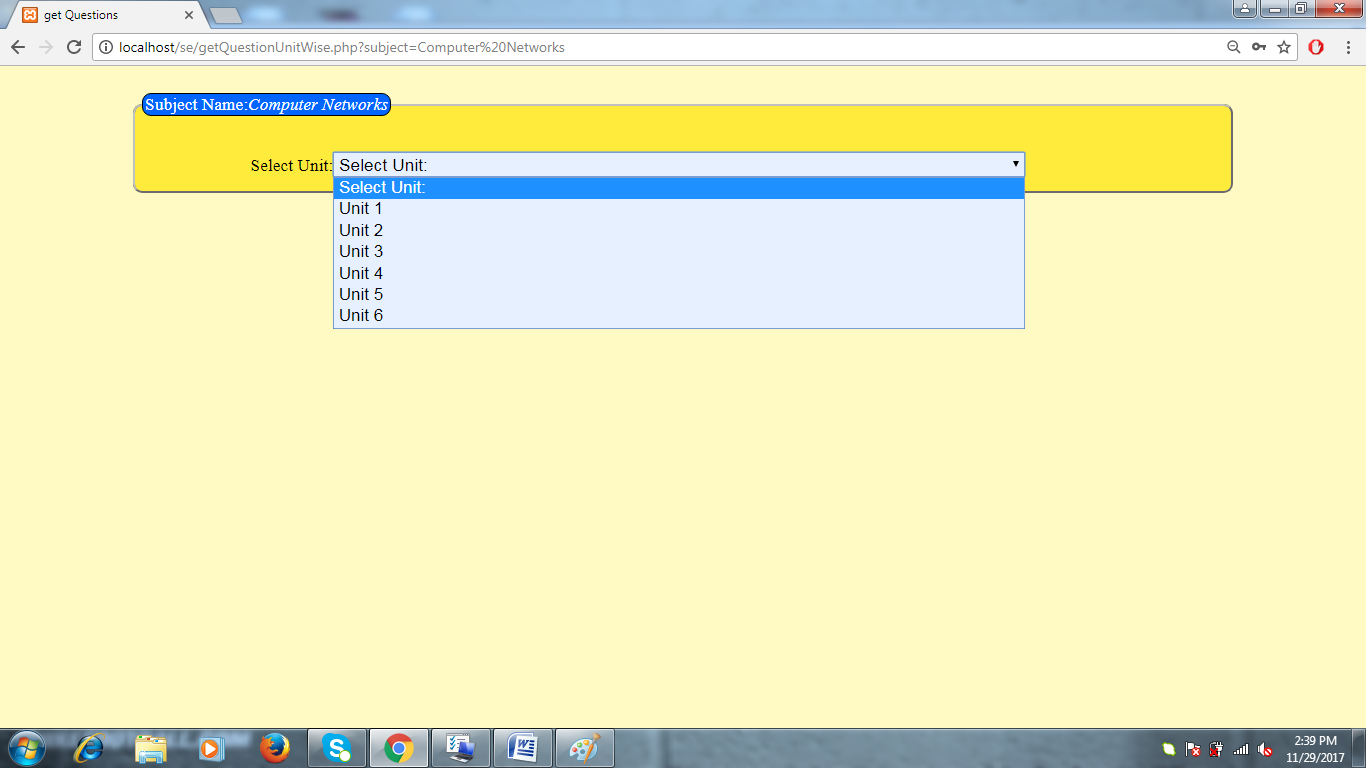 get Questions
localhost/se/getQuestionUnitWise.php?subject=Computer%20Networks
Subject Name:Computer Networks
Select Unit: Select Unit:
Select Unit:
Unit 1
Unit 2
Unit 3
Unit 4
Unit 5
Unit 6
2:39 PM
11/29/2017